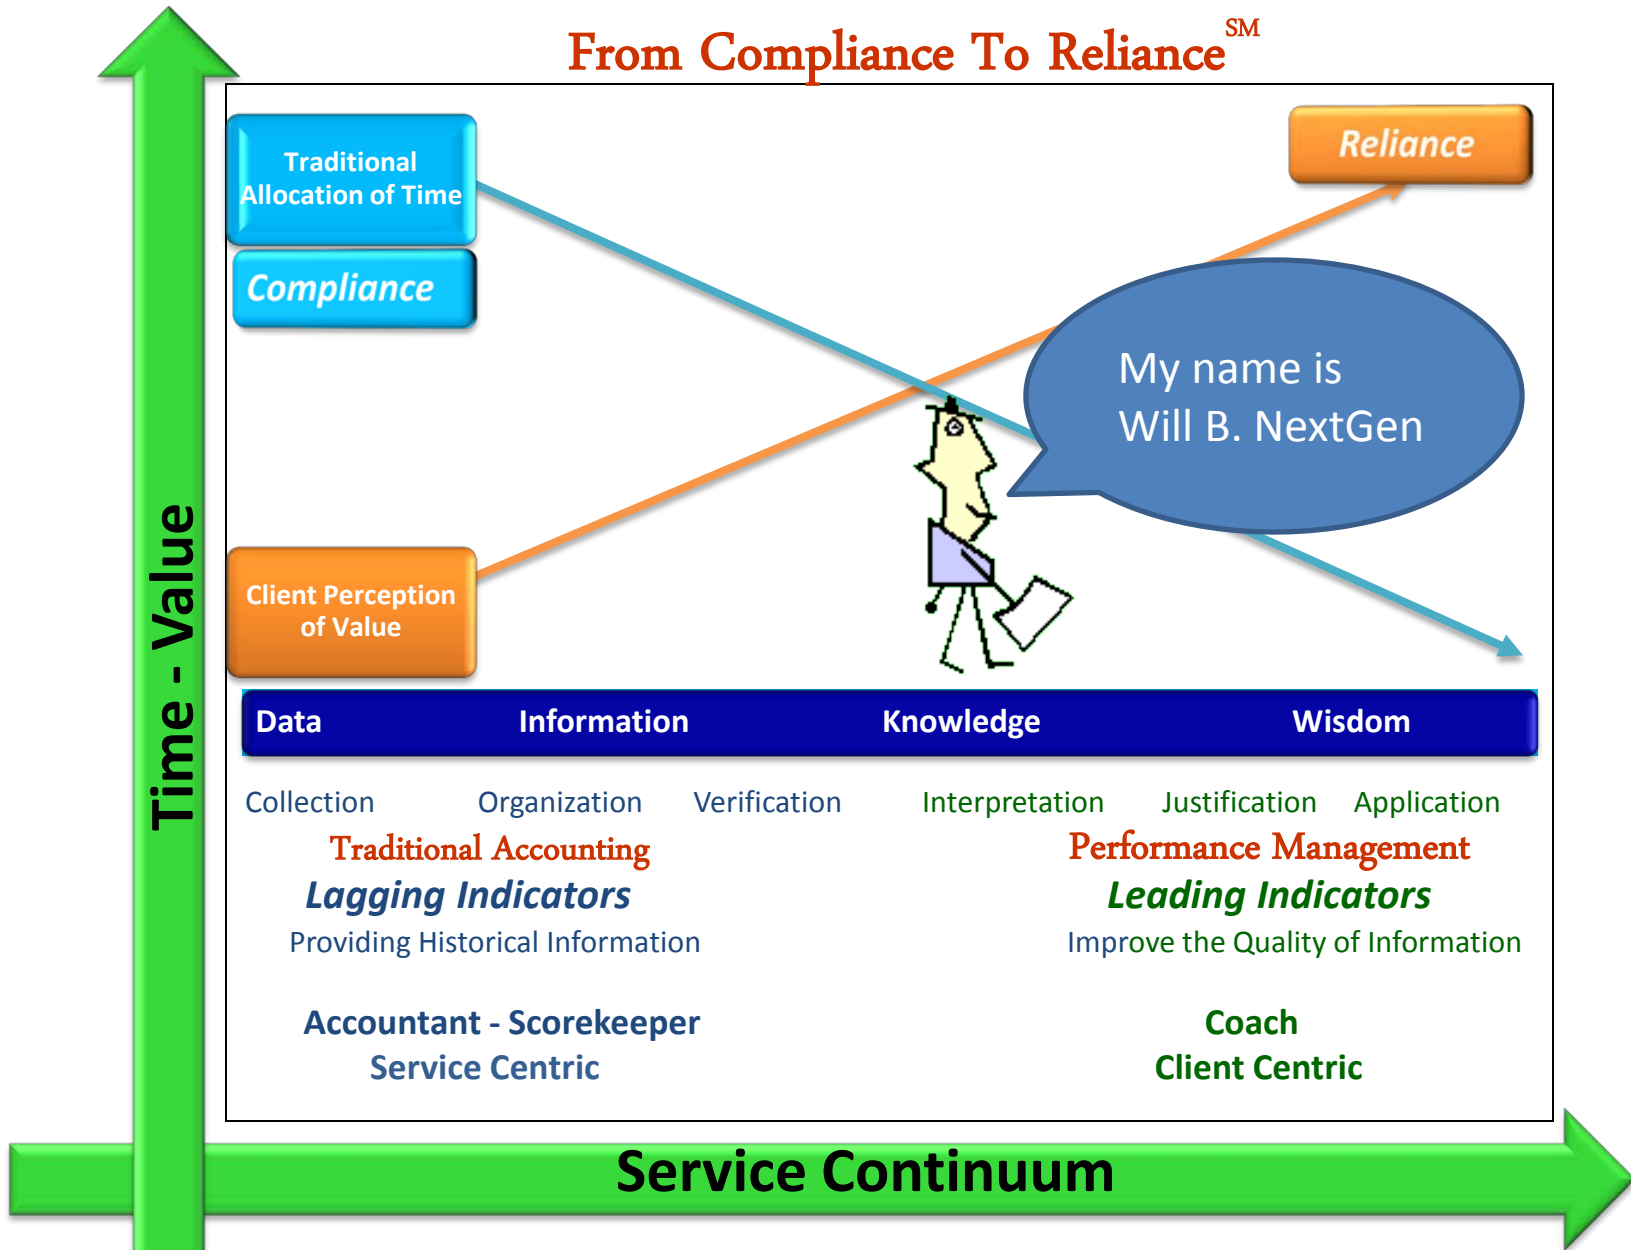 From Compliance To Reliance SM
Traditional
Allocation of Time
Reliance
Compliance
My name is
Will B. NextGen
Client Perception
of Value
Time - Value
Data Information Knowledge Wisdom
Collection Organization Verification Interpretation Justification Application
Traditional Accounting Performance Management
Lagging Indicators Leading Indicators
Providing Historical Information Improve the Quality of Information
Accountant - Scorekeeper Coach
Service Centric Client Centric
Service Continuum